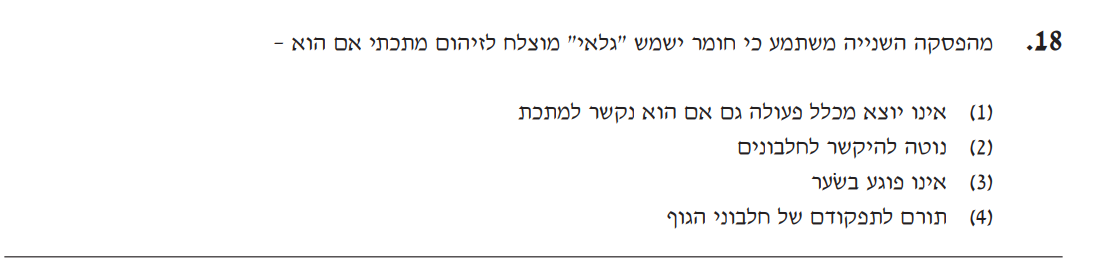 18. מהפסקה השנייה משתמע כי חומר ישמש "גלאי" מוצלח לזיהום מתכתי אם הוא -
(1) אינו יוצא מכלל פעולה גם אם הוא נקשר למתכת
(2) נוטה להיקשר לחלבונים
(3) אינו פוגע בשׂער
(4) תורם לתפקודם של חלבוני הגוף